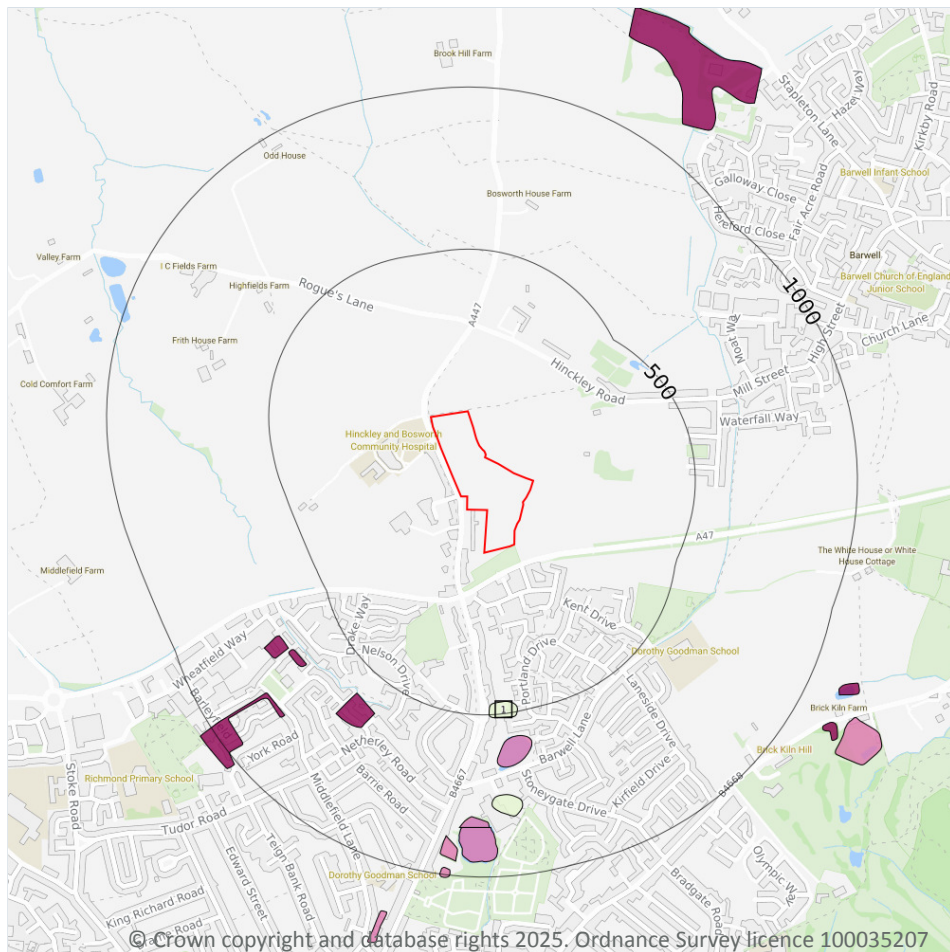 Brook Hill Farm
Stapleton Lane
Hazel Way
Kirkby Road
Odd House
Barwell Infant School
Galloway Close
Fair Acre Road
Bosworth House Farm
Hereford Close
Valley Farm
Barwell
I C Fields Farm
Barwell Church of England
Junior School
Highfields Farm
Rogue's Lane
1000
A447
High Street
Church Lane
Moat Way
Frith House Farm
Hinckley Road
500
Mill Street
Cold Comfort Farm
Waterfall Way
Hinckley and Bosworth
Community Hospital
A47
The White House or White
House Cottage
Middlefield Farm
Drake Way
Kent Drive
Wheatfield Way
Nelson Drive
Portland Drive
Dorothy Goodman School
Laneside Drive
1
Brick Kiln Farm
York Road
Netherley Road
Barwell Lane
Brick Kiln Hill
Stoke Road
Richmond Primary School
Barrie Road
B4667
Stoneygate Drive
Kirfield Drive
B4668
Middlefield Lane
Tudor Road
Edward Street
Teign Bank Road
Dorothy Goodman School
Olympic Way
Bradgate Road
King Richard Road
© Crown copyright and database rights 2025. Ordnance Survey licence 100035207